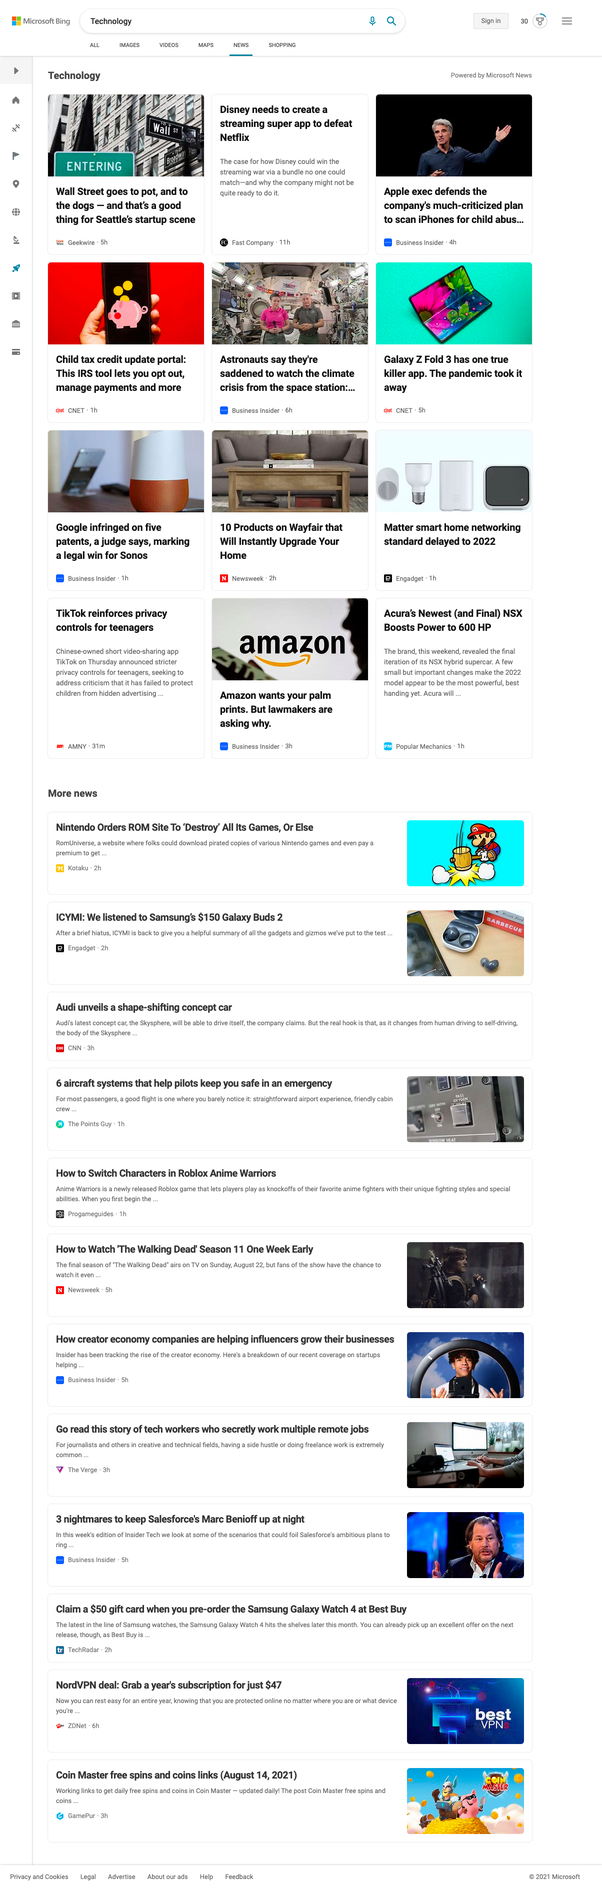 Microsoft Bing
Technology
Sign in
30
ALL IMAGES VIDEOS MAPS NEWS SHOPPING
Technology
Powered by Microsoft News
Wall ST
ENTERING
Wall Street goes to pot, and to
the dogs — and that's a good
thing for Seattle's startup scene
Geekwire · 5h
Disney needs to create a
streaming super app to defeat
Netflix
The case for how Disney could win the
streaming war via a bundle no one could
match—and why the company might not be
quite ready to do it.
Fast Company · 11h
Apple exec defends the
company's much-criticized plan
to scan iPhones for child abus...
Business Insider · 4h
Child tax credit update portal:
This IRS tool lets you opt out,
manage payments and more
CNET · 1h
Astronauts say they're
saddened to watch the climate
crisis from the space station:...
Business Insider · 6h
Galaxy Z Fold 3 has one true
killer app. The pandemic took it
away
CNET · 5h
Google infringed on five
patents, a judge says, marking
a legal win for Sonos
Business Insider · 1h
10 Products on Wayfair that
Will Instantly Upgrade Your
Home
Newsweek · 2h
Matter smart home networking
standard delayed to 2022
Engadget · 1h
TikTok reinforces privacy
controls for teenagers
Chinese-owned short video-sharing app
TikTok on Thursday announced stricter
privacy controls for teenagers, seeking to
address criticism that it has failed to protect
children from hidden advertising ...
AMNY · 31m
amazon
Amazon wants your palm
prints. But lawmakers are
asking why.
Business Insider · 3h
Acura's Newest (and Final) NSX
Boosts Power to 600 HP
The brand, this weekend, revealed the final
iteration of its NSX hybrid supercar. A few
small but important changes make the 2022
model appear to be the most powerful, best
handing yet. Acura will ...
Popular Mechanics · 1h
More news
Nintendo Orders ROM Site To 'Destroy' All Its Games, Or Else
RomUniverse, a website where folks could download pirated copies of various Nintendo games and even pay a
premium to get ...
Kotaku · 2h
ICYMI: We listened to Samsung's $150 Galaxy Buds 2
After a brief hiatus, ICYMI is back to give you a helpful summary of all the gadgets and gizmos we've put to the test ...
Engadget · 2h
BARBECUE
Audi unveils a shape-shifting concept car
Audi's latest concept car, the Skysphere, will be able to drive itself, the company claims. But the real hook is that, as it changes from human driving to self-driving,
the body of the Skysphere ...
CNN · 3h
6 aircraft systems that help pilots keep you safe in an emergency
For most passengers, a good flight is one where you barely notice it: straightforward airport experience, friendly cabin
crew ...
The Points Guy · 1h
How to Switch Characters in Roblox Anime Warriors
Anime Warriors is a newly released Roblox game that lets players play as knockoffs of their favorite anime fighters with their unique fighting styles and special
abilities. When you first begin the ...
Progameguides · 1h
How to Watch 'The Walking Dead' Season 11 One Week Early
The final season of "The Walking Dead" airs on TV on Sunday, August 22, but fans of the show have the chance to
watch it even ...
Newsweek · 5h
How creator economy companies are helping influencers grow their businesses
Insider has been tracking the rise of the creator economy. Here's a breakdown of our recent coverage on startups
helping ...
Business Insider · 5h
Go read this story of tech workers who secretly work multiple remote jobs
For journalists and others in creative and technical fields, having a side hustle or doing freelance work is extremely
common ...
The Verge · 3h
3 nightmares to keep Salesforce's Marc Benioff up at night
In this week's edition of Insider Tech we look at some of the scenarios that could foil Salesforce's ambitious plans to
ring ...
Business Insider · 5h
Claim a $50 gift card when you pre-order the Samsung Galaxy Watch 4 at Best Buy
The latest in the line of Samsung watches, the Samsung Galaxy Watch 4 hits the shelves later this month. You can already pick up an excellent offer on the next
release, though, as Best Buy is ...
TechRadar · 2h
NordVPN deal: Grab a year's subscription for just $47
Now you can rest easy for an entire year, knowing that you are protected online no matter where you are or what device
you're ...
ZDNet · 6h
best
VPNs
Coin Master free spins and coins links (August 14, 2021)
Working links to get daily free spins and coins in Coin Master — updated daily! The post Coin Master free spins and
coins ...
GamePur · 3h
COIN
MASTER
Privacy and Cookies Legal Advertise About our ads Help Feedback
© 2021 Microsoft